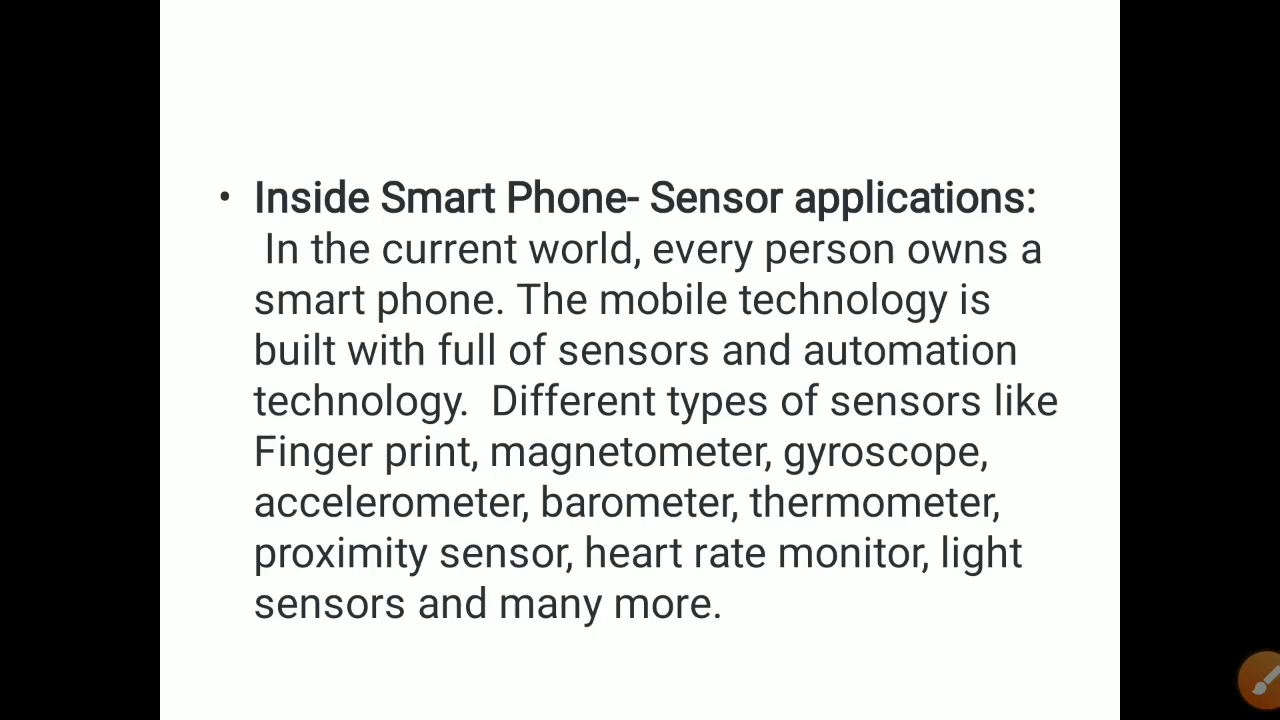 • Inside Smart Phone- Sensor applications:
In the current world, every person owns a
smart phone. The mobile technology is
built with full of sensors and automation
technology.  Different types of sensors like
Finger print, magnetometer, gyroscope,
accelerometer, barometer, thermometer,
proximity sensor, heart rate monitor, light
sensors and many more.